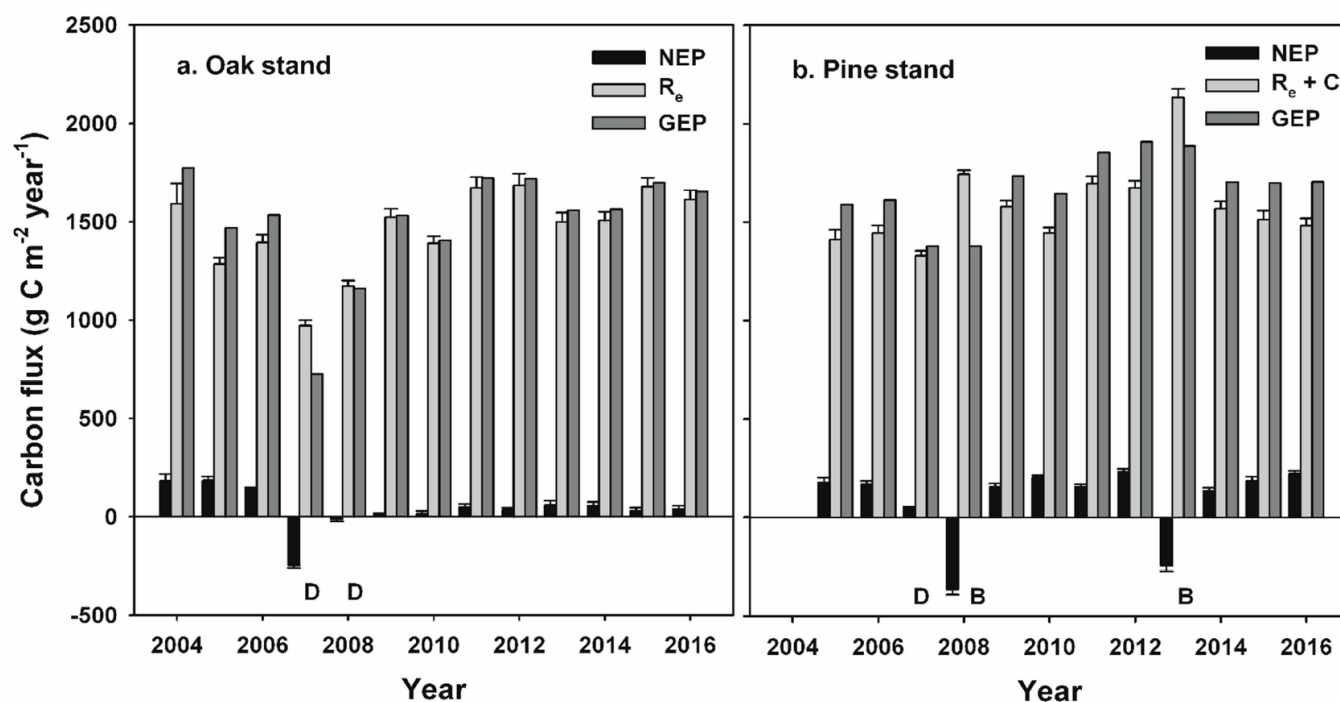 Carbon flux (g C m-2 year-1)
2500
2000
1500
1000
500
0
-500
a. Oak stand
NEP
Re
GEP
D D
2004 2006 2008 2010 2012 2014 2016
Year
b. Pine stand
NEP
Re + C
GEP
D B B
2004 2006 2008 2010 2012 2014 2016
Year